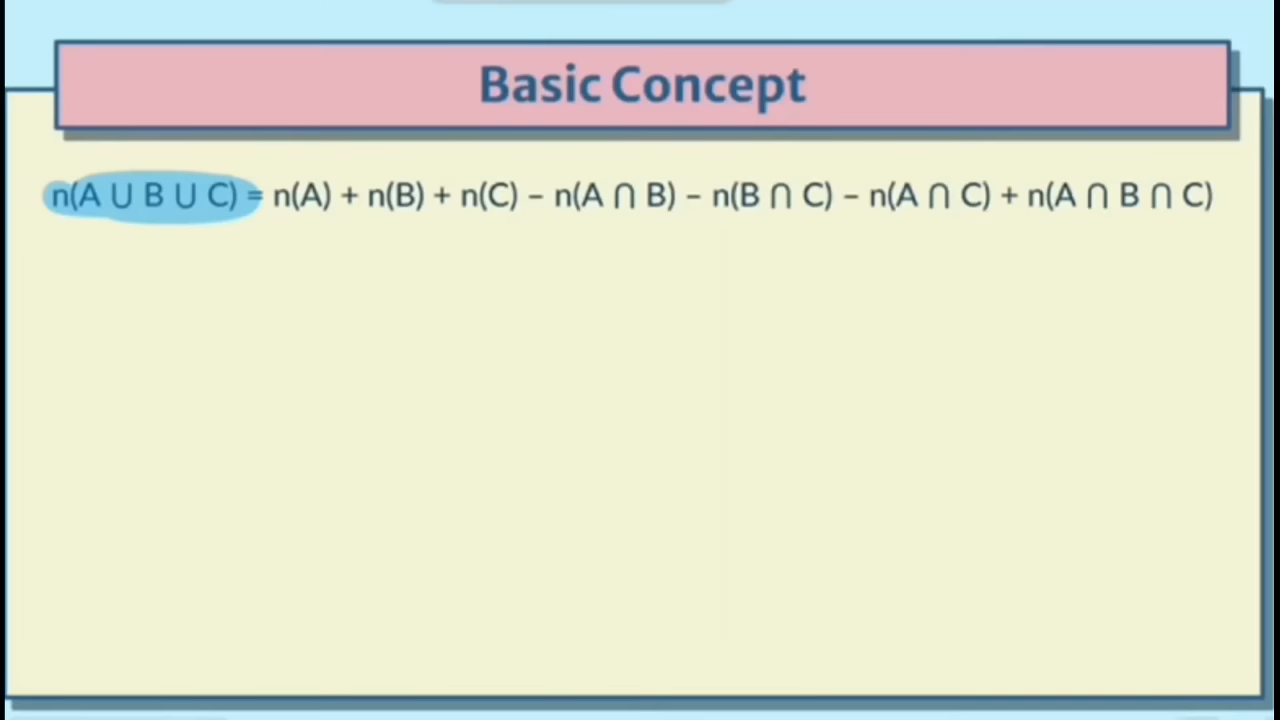 Basic Concept
n(A ∪ B ∪ C) = n(A) + n(B) + n(C) – n(A ∩ B) – n(B ∩ C) – n(A ∩ C) + n(A ∩ B ∩ C)